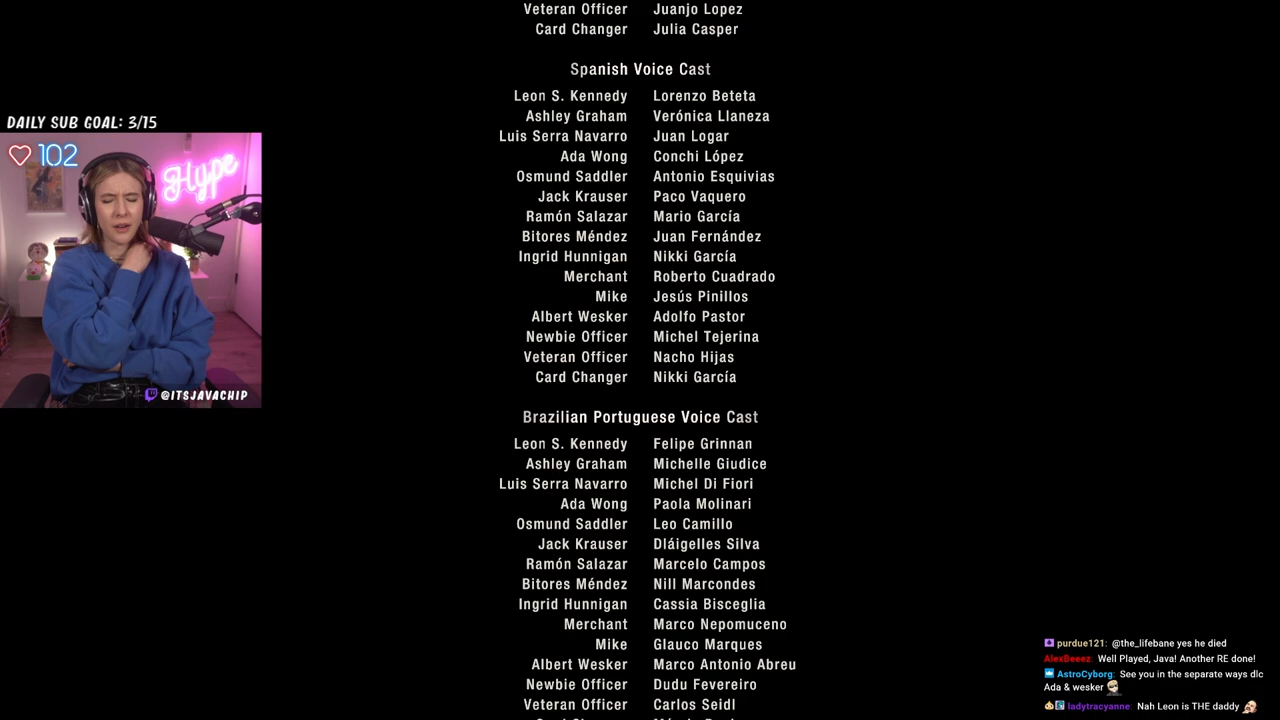 Veteran Officer Juanjo Lopez
Card Changer Julia Casper
Spanish Voice Cast
Leon S. Kennedy Lorenzo Beteta
Ashley Graham Verónica Llaneza
Luis Serra Navarro Juan Logar
Ada Wong Conchi López
Osmund Saddler Antonio Esquivias
Jack Krauser Paco Vaquero
Ramón Salazar Mario García
Bitores Méndez Juan Fernández
Ingrid Hunnigan Nikki García
Merchant Roberto Cuadrado
Mike Jesús Pinillos
Albert Wesker Adolfo Pastor
Newbie Officer Michel Tejerina
Veteran Officer Nacho Hijas
Card Changer Nikki García
Brazilian Portuguese Voice Cast
Leon S. Kennedy Felipe Grinnan
Ashley Graham Michelle Giudice
Luis Serra Navarro Michel Di Fiori
Ada Wong Paola Molinari
Osmund Saddler Leo Camillo
Jack Krauser Dláigelles Silva
Ramón Salazar Marcelo Campos
Bitores Méndez Nill Marcondes
Ingrid Hunnigan Cassia Bisceglia
Merchant Marco Nepomuceno
Mike Glauco Marques
Albert Wesker Marco Antonio Abreu
Newbie Officer Dudu Fevereiro
Veteran Officer Carlos Seidl
DAILY SUB GOAL: 3/15
102
Hype
@ITSJAVACHIP
purdue121: @the_lifebane yes he died
AlexBeeez: Well Played, Java! Another RE done!
AstroCyborg: See you in the separate ways dlc
Ada & wesker
ladytracyanne: Nah Leon is THE daddy